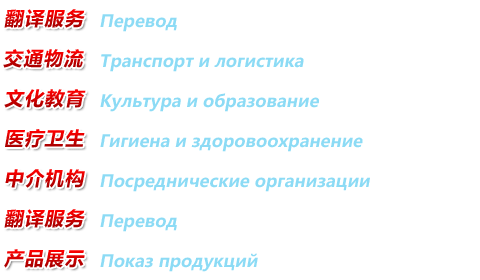 翻译服务 Перевод
交通物流 Транспорт и логистика
文化教育 Культура и образование
医疗卫生 Гигиена и здоровоохранение
中介机构 Посреднические организации
翻译服务 Перевод
产品展示 Показ продукций